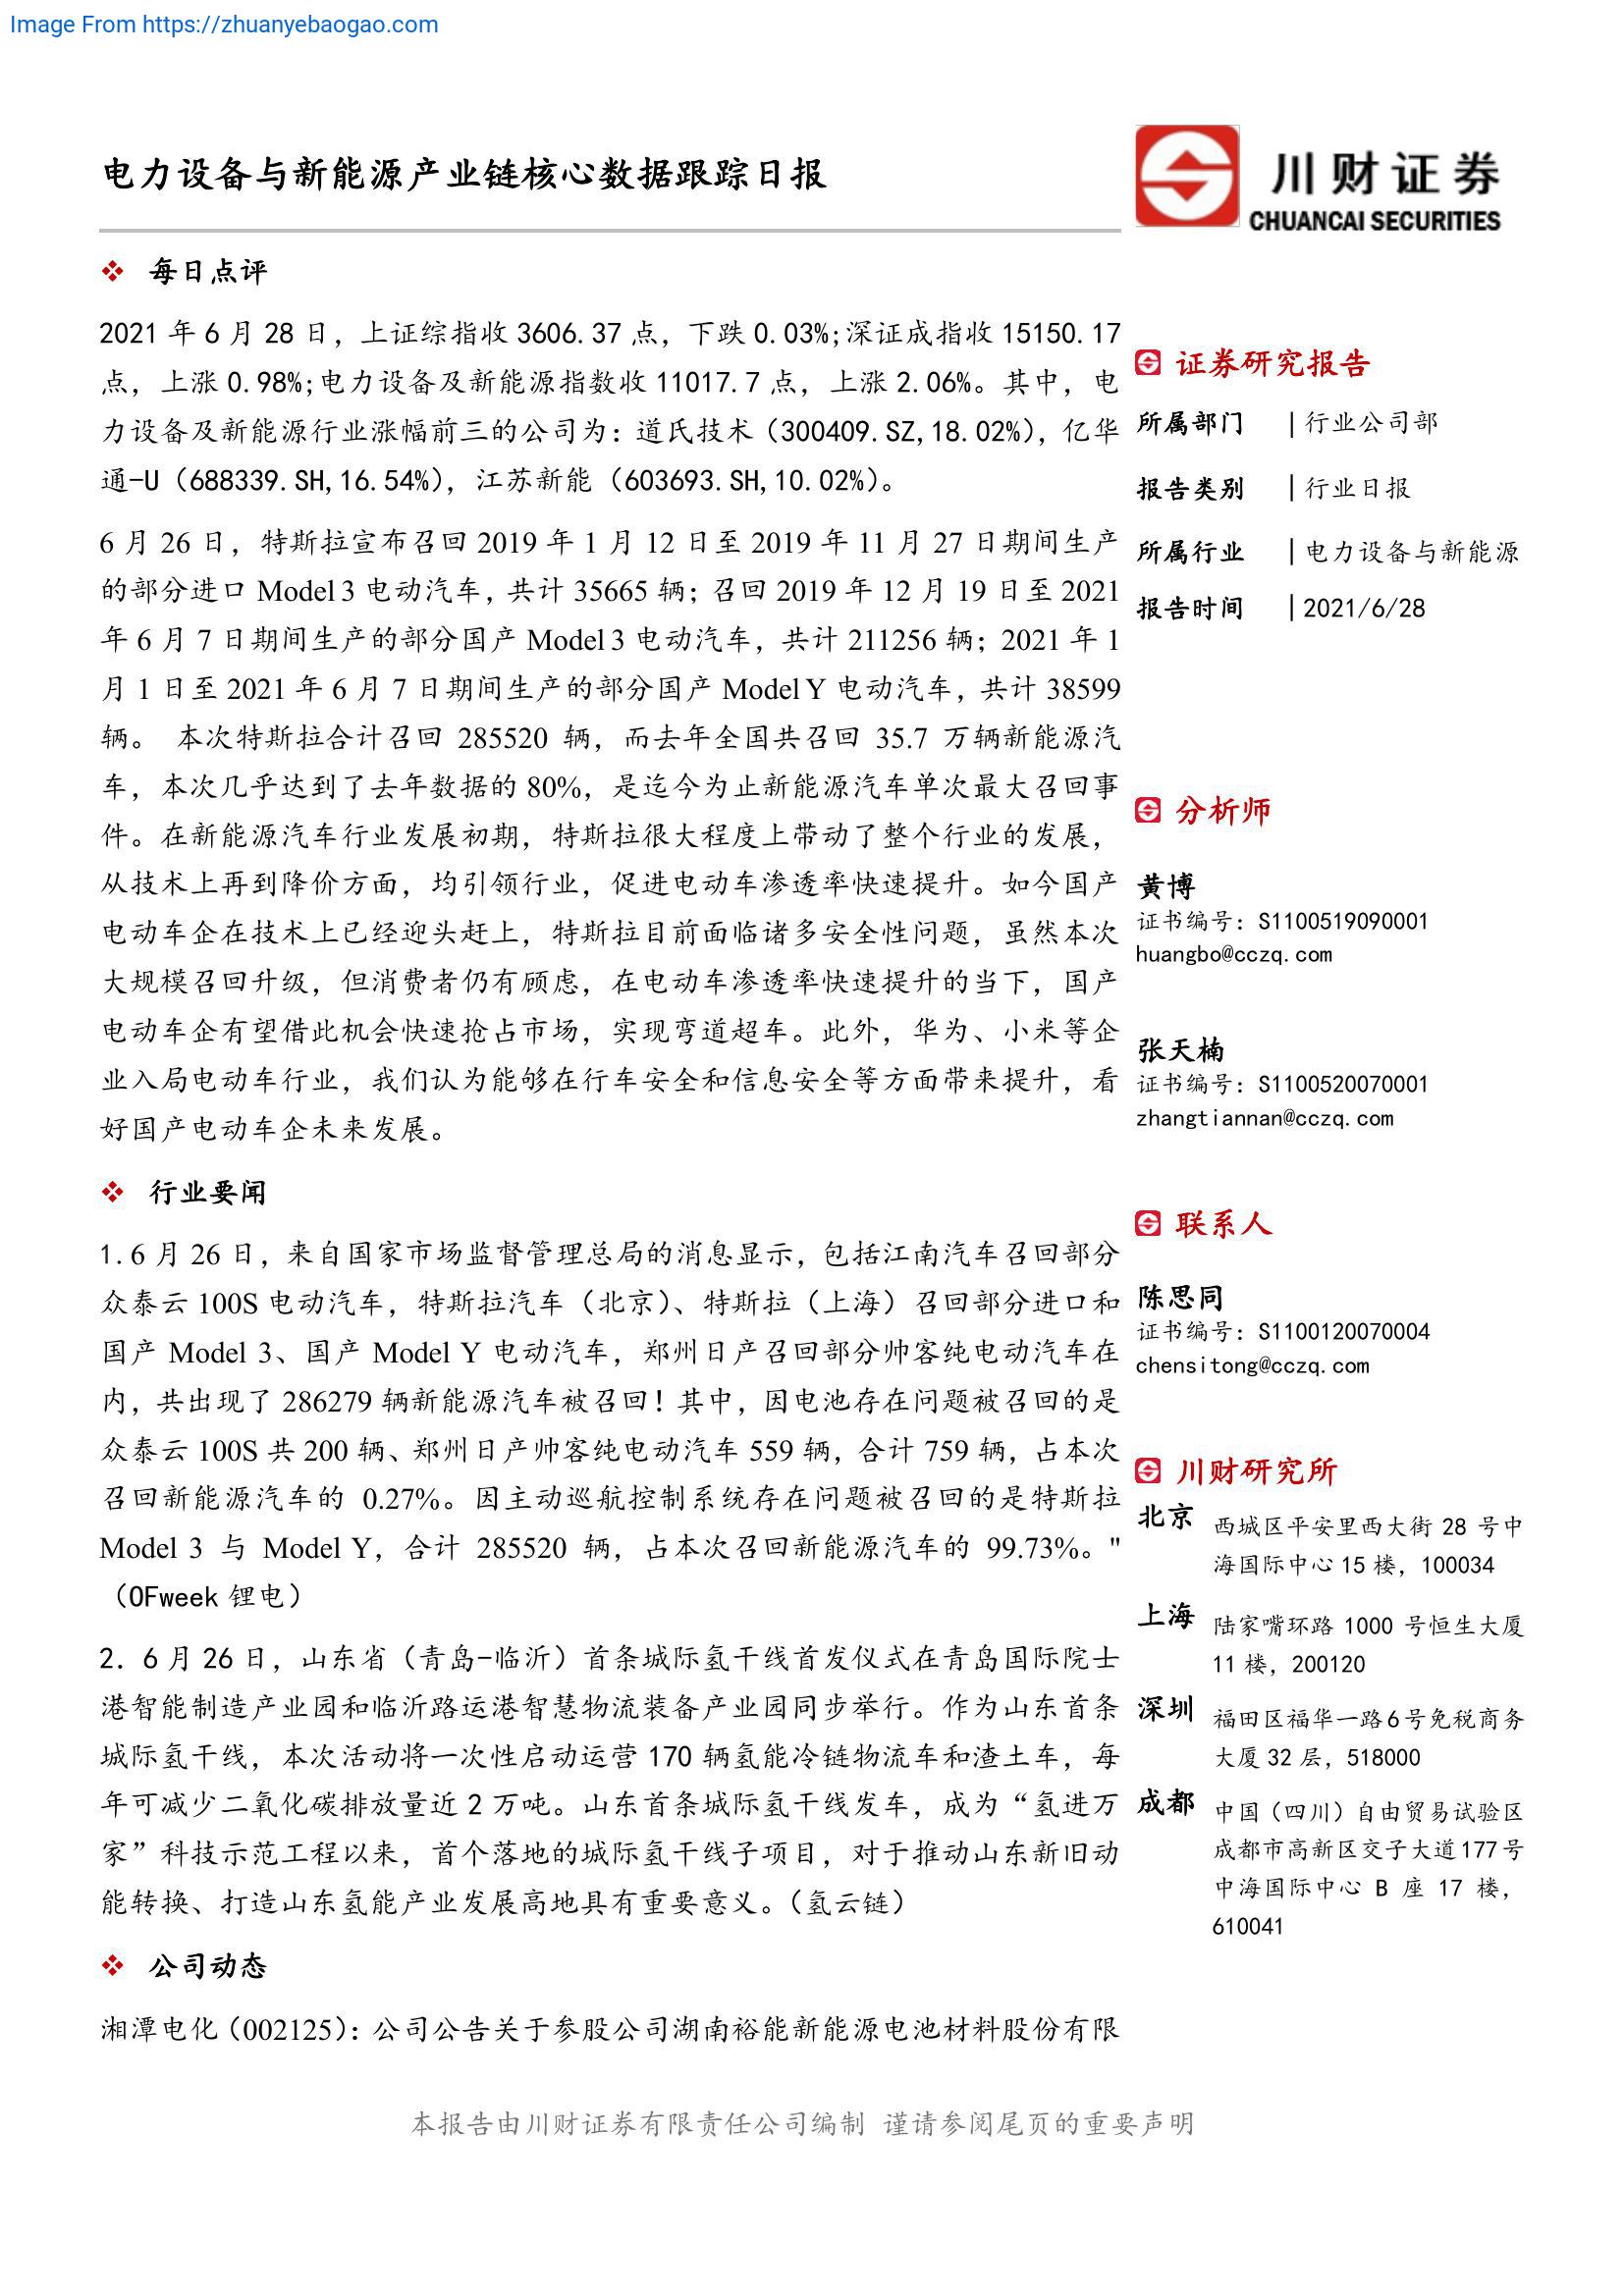 Image From https://zhuanyebaogao.com
电力设备与新能源产业链核心数据跟踪日报
川财证券
CHUANCAI SECURITIES
❖ 每日点评
2021 年 6 月 28 日，上证综指收 3606.37 点，下跌 0.03%;深证成指收 15150.17
点，上涨 0.98%;电力设备及新能源指数收 11017.7 点，上涨 2.06%。其中，电
力设备及新能源行业涨幅前三的公司为：道氏技术（300409.SZ,18.02%），亿华
通-U（688339.SH,16.54%），江苏新能（603693.SH,10.02%）。
6 月 26 日，特斯拉宣布召回 2019 年 1 月 12 日至 2019 年 11 月 27 日期间生产
的部分进口 Model 3 电动汽车，共计 35665 辆；召回 2019 年 12 月 19 日至 2021
年 6 月 7 日期间生产的部分国产 Model 3 电动汽车，共计 211256 辆；2021 年 1
月 1 日至 2021 年 6 月 7 日期间生产的部分国产 Model Y 电动汽车，共计 38599
辆。 本次特斯拉合计召回 285520 辆，而去年全国共召回 35.7 万辆新能源汽
车，本次几乎达到了去年数据的 80%，是迄今为止新能源汽车单次最大召回事
件。在新能源汽车行业发展初期，特斯拉很大程度上带动了整个行业的发展，
从技术上再到降价方面，均引领行业，促进电动车渗透率快速提升。如今国产
电动车企在技术上已经迎头赶上，特斯拉目前面临诸多安全性问题，虽然本次
大规模召回升级，但消费者仍有顾虑，在电动车渗透率快速提升的当下，国产
电动车企有望借此机会快速抢占市场，实现弯道超车。此外，华为、小米等企
业入局电动车行业，我们认为能够在行车安全和信息安全等方面带来提升，看
好国产电动车企未来发展。
❖ 行业要闻
1.6 月 26 日，来自国家市场监督管理总局的消息显示，包括江南汽车召回部分
众泰云 100S 电动汽车，特斯拉汽车（北京）、特斯拉（上海）召回部分进口和
国产 Model 3、国产 Model Y 电动汽车，郑州日产召回部分帅客纯电动汽车在
内，共出现了 286279 辆新能源汽车被召回！其中，因电池存在问题被召回的是
众泰云 100S 共 200 辆、郑州日产帅客纯电动汽车 559 辆，合计 759 辆，占本次
召回新能源汽车的 0.27%。因主动巡航控制系统存在问题被召回的是特斯拉
Model 3 与 Model Y，合计 285520 辆，占本次召回新能源汽车的 99.73%。"
（OFweek 锂电）
2. 6 月 26 日，山东省（青岛-临沂）首条城际氢干线首发仪式在青岛国际院士
港智能制造产业园和临沂路运港智慧物流装备产业园同步举行。作为山东首条
城际氢干线，本次活动将一次性启动运营 170 辆氢能冷链物流车和渣土车，每
年可减少二氧化碳排放量近 2 万吨。山东首条城际氢干线发车，成为“氢进万
家”科技示范工程以来，首个落地的城际氢干线子项目，对于推动山东新旧动
能转换、打造山东氢能产业发展高地具有重要意义。（氢云链）
❖ 公司动态
湘潭电化（002125）：公司公告关于参股公司湖南裕能新能源电池材料股份有限
证券研究报告
所属部门 | 行业公司部
报告类别 | 行业日报
所属行业 | 电力设备与新能源
报告时间 | 2021/6/28
分析师
黄博
证书编号：S1100519090001
huangbo@cczq.com
张天楠
证书编号：S1100520070001
zhangtiannan@cczq.com
联系人
陈思同
证书编号：S1100120070004
chensitong@cczq.com
川财研究所
北京 西城区平安里西大街 28 号中
海国际中心 15 楼，100034
上海 陆家嘴环路 1000 号恒生大厦
11 楼，200120
深圳 福田区福华一路 6 号免税商务
大厦 32 层，518000
成都 中国（四川）自由贸易试验区
成都市高新区交子大道 177 号
中海国际中心 B 座 17 楼，
610041
本报告由川财证券有限责任公司编制 谨请参阅尾页的重要声明